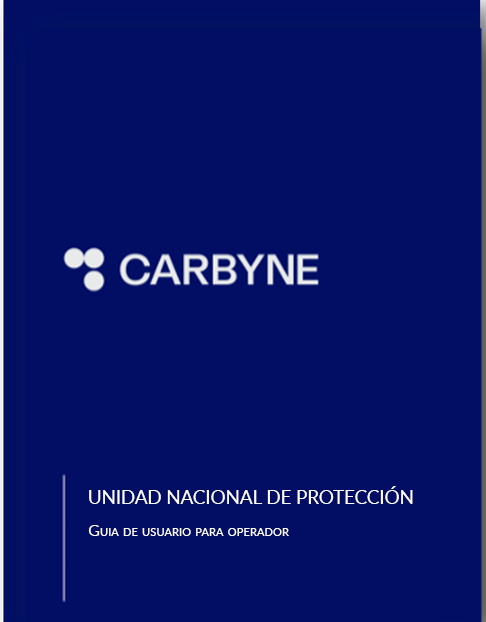 CARBYNE
UNIDAD NACIONAL DE PROTECCIÓN
GUIA DE USUARIO PARA OPERADOR